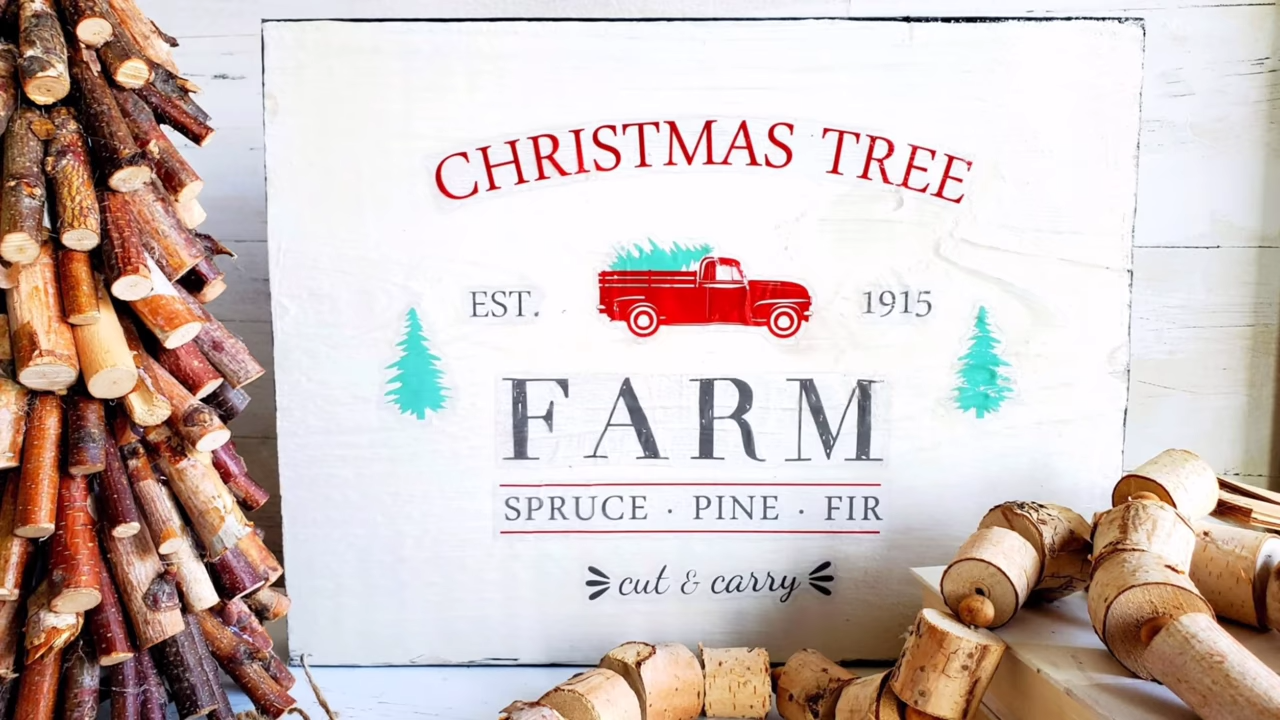 CHRISTMAS TREE
EST. 1915
FARM
SPRUCE · PINE · FIR
cut & carry